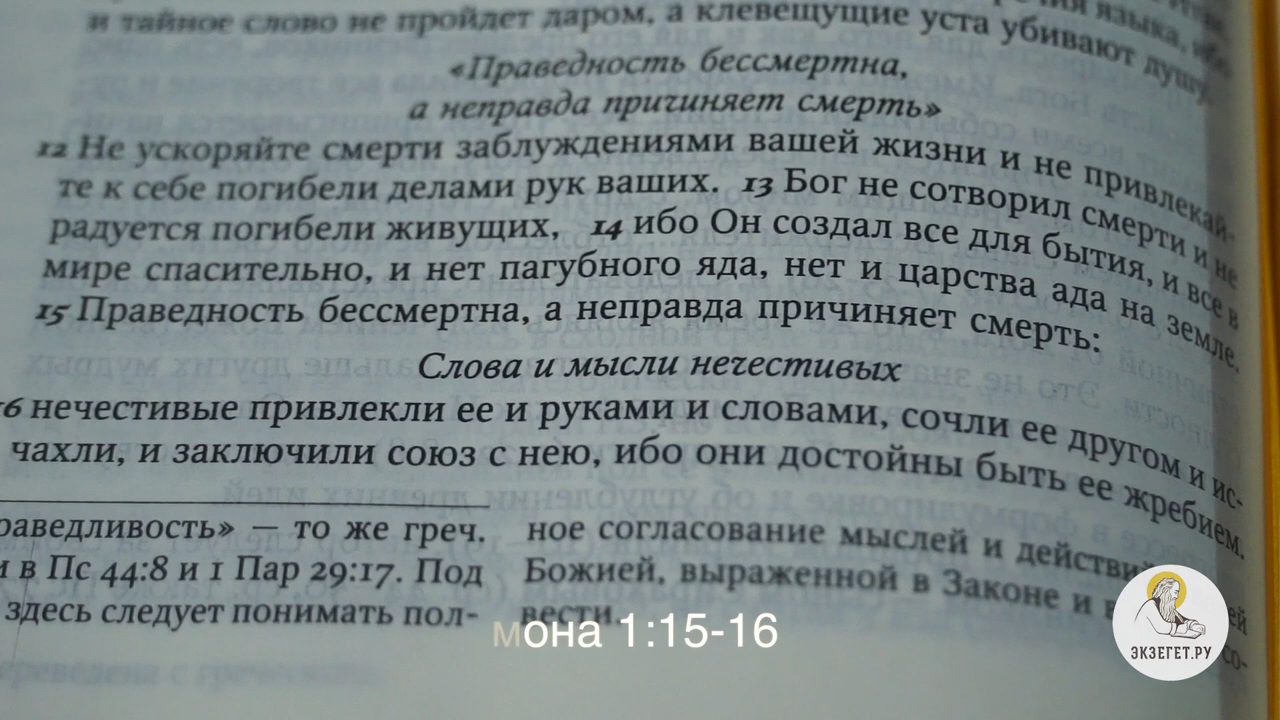 и тайное слово не пройдет даром, а клевещущие уста убивают душу.
«Праведность бессмертна,
а неправда причиняет смерть»
12 Не ускоряйте смерти заблуждениями вашей жизни и не привлекай-
те к себе погибели делами рук ваших. 13 Бог не сотворил смерти и не
радуется погибели живущих, 14 ибо Он создал все для бытия, и все в
мире спасительно, и нет пагубного яда, нет и царства ада на земле.
15 Праведность бессмертна, а неправда причиняет смерть:
Слова и мысли нечестивых
16 нечестивые привлекли ее и руками и словами, сочли ее другом и ис-
чахли, и заключили союз с нею, ибо они достойны быть ее жребием.
раведливость» — то же греч.
и в Пс 44:8 и 1 Пар 29:17. Под
здесь следует понимать пол-
ное согласование мыслей и
Божией, выраженной в Законе и
вести.
мона 1:15-16
ЭКЗЕГЕТ.РУ